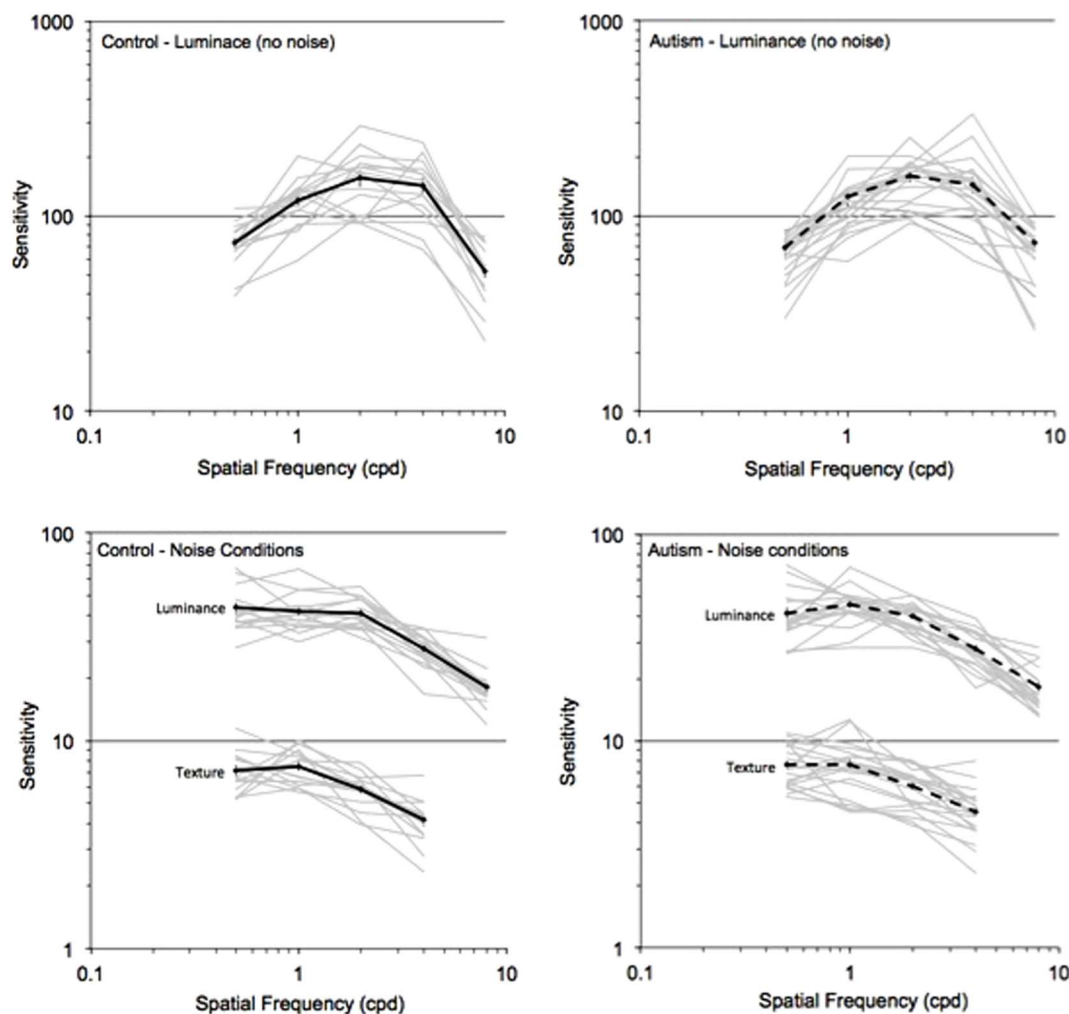 1000
Control - Luminace (no noise)
Sensitivity
100
10
0.1
1
10
Spatial Frequency (cpd)
1000
Autism - Luminance (no noise)
Sensitivity
100
10
0.1
1
10
Spatial Frequency (cpd)
100
Control - Noise Conditions
Luminance
Sensitivity
10
Texture
1
0.1
1
10
Spatial Frequency (cpd)
100
Autism - Noise conditions
Luminance
Sensitivity
10
Texture
1
0.1
1
10
Spatial Frequency (cpd)